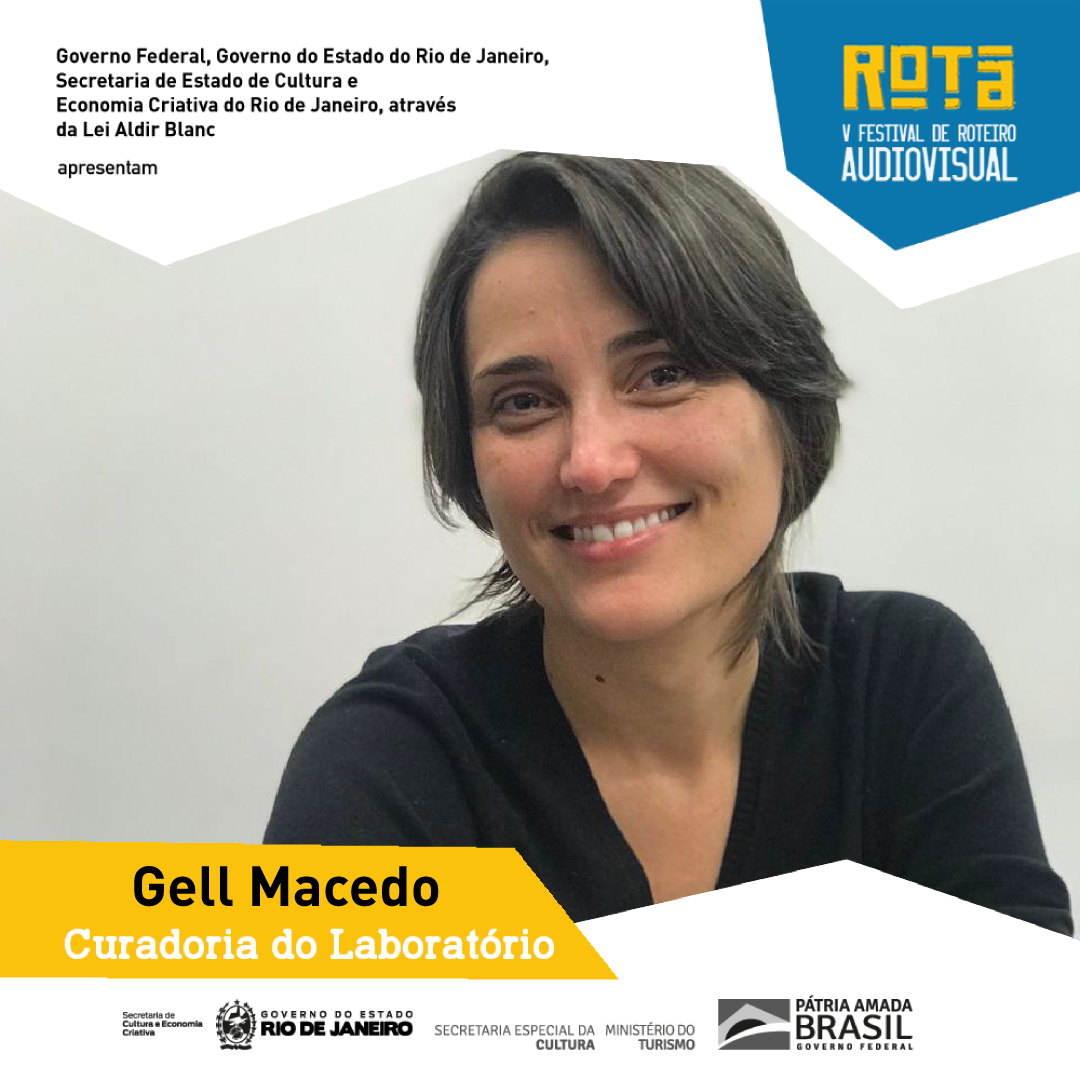 Governo Federal, Governo do Estado do Rio de Janeiro,
Secretaria de Estado de Cultura e
Economia Criativa do Rio de Janeiro, através
da Lei Aldir Blanc
apresentam
ROTA
V FESTIVAL DE ROTEIRO
AUDIOVISUAL
Gell Macedo
Curadoria do Laboratório
Secretaria de
Cultura e Economia
Criativa
GOVERNO DO ESTADO
RIO DE JANEIRO
SECRETARIA ESPECIAL DA
CULTURA
MINISTÉRIO DO
TURISMO
PÁTRIA AMADA
BRASIL
GOVERNO FEDERAL